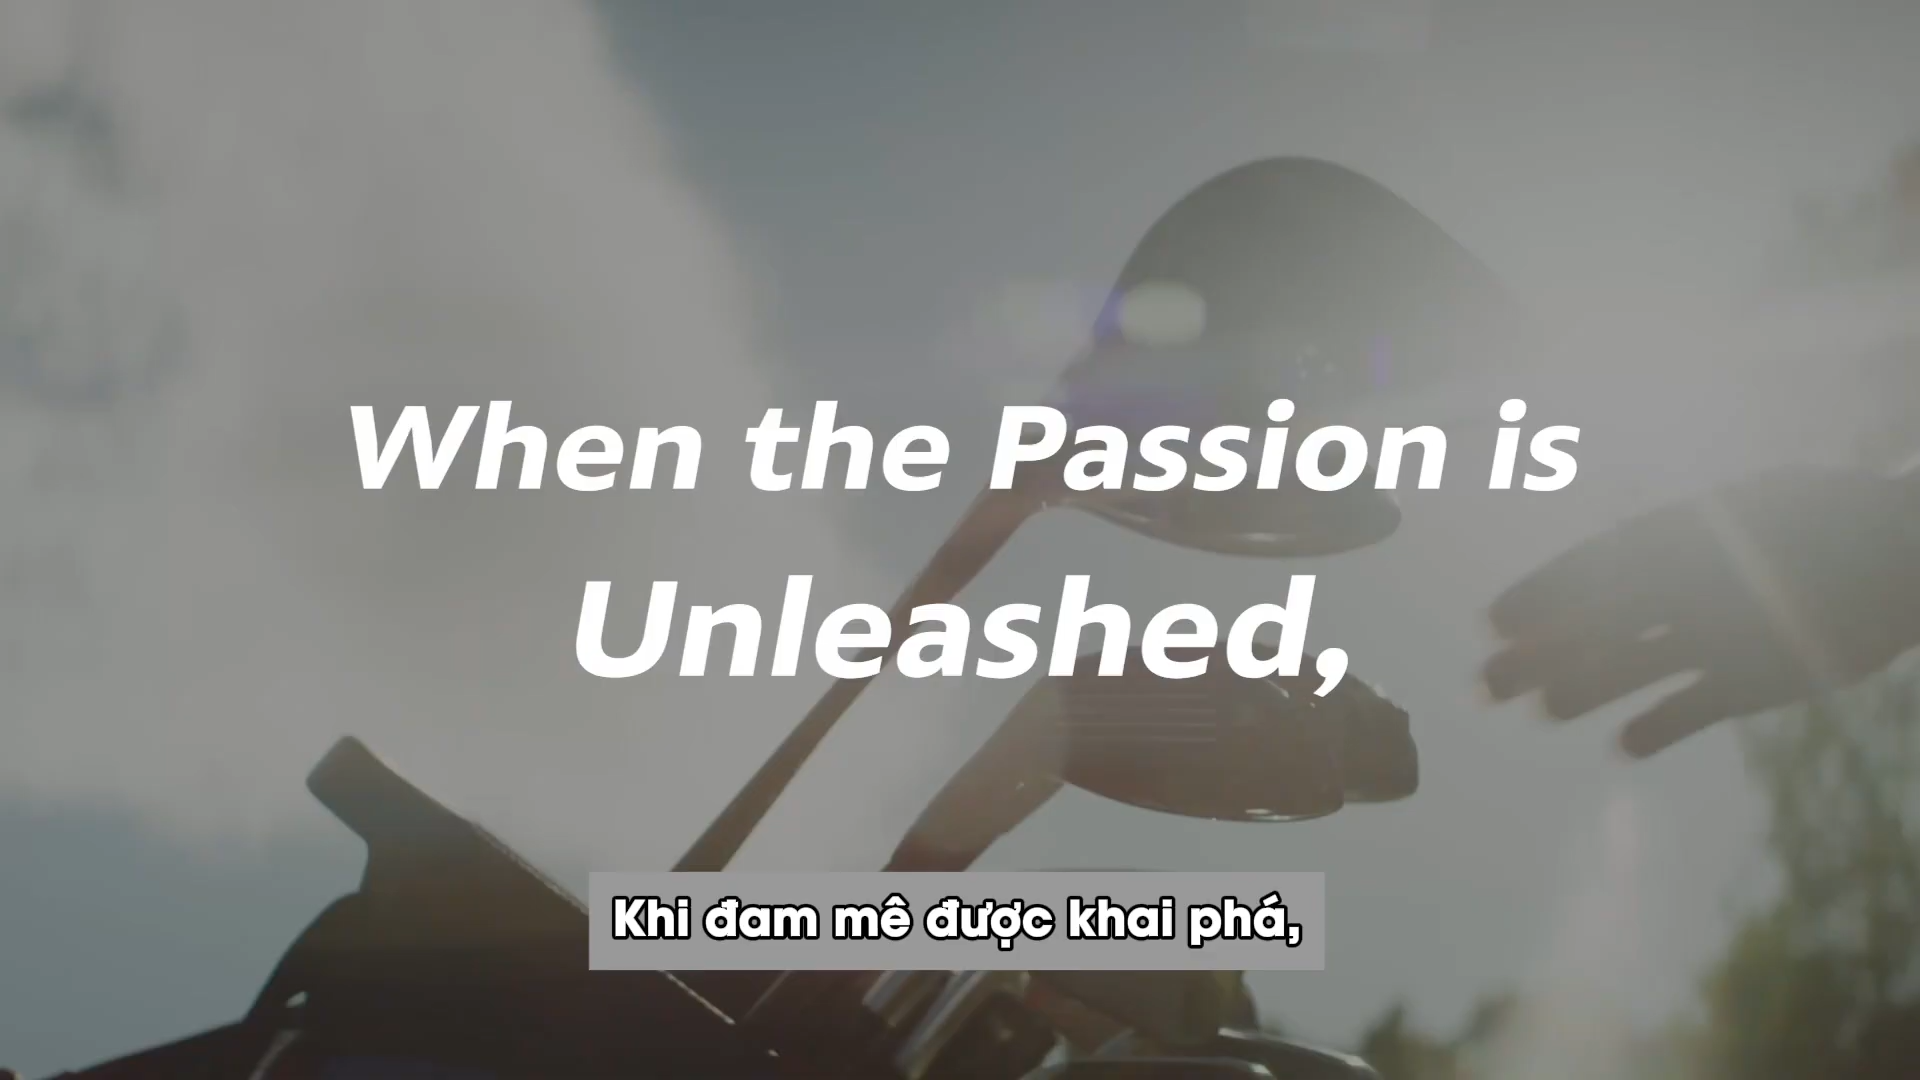 When the Passion is
Unleashed,
Khi đam mê được khai phá,